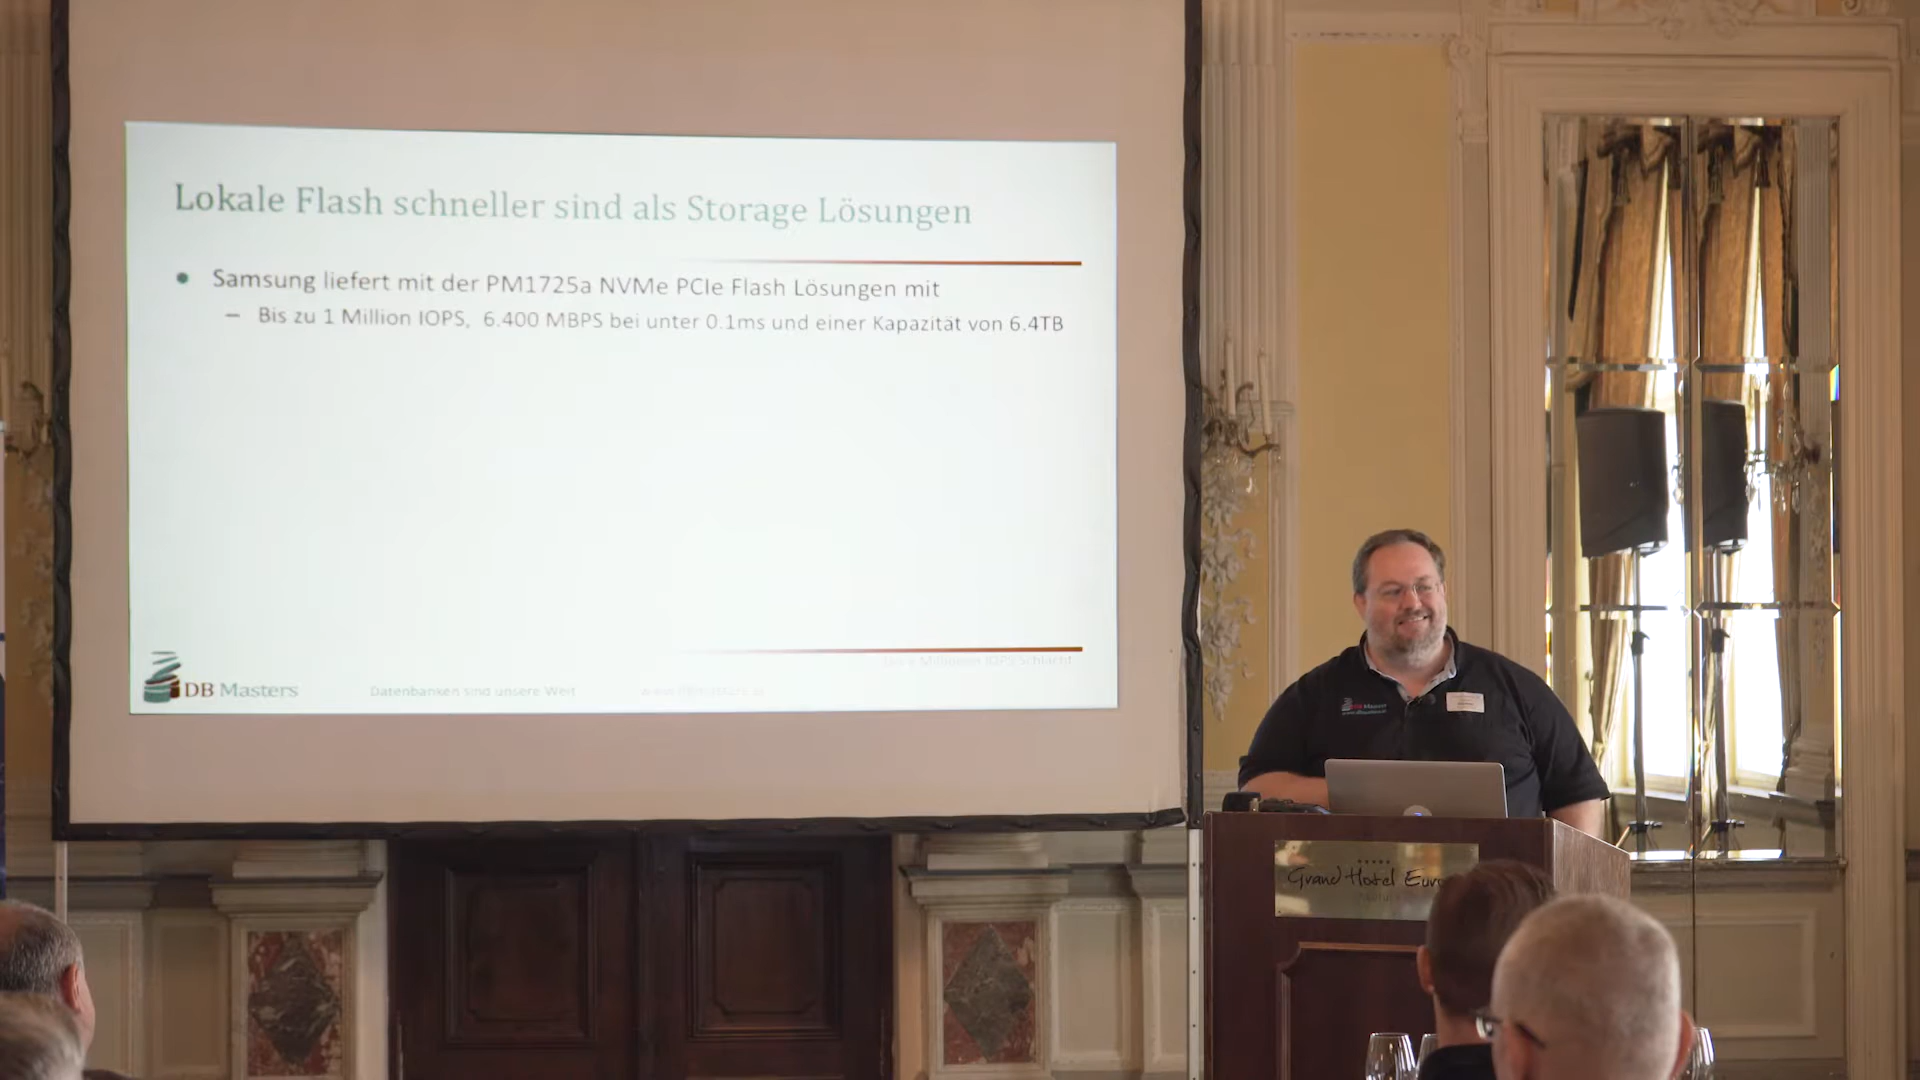 Lokale Flash schneller sind als Storage Lösungen
• Samsung liefert mit der PM1725a NVMe PCIe Flash Lösungen mit
– Bis zu 1 Million IOPS, 6.400 MBPS bei unter 0.1ms und einer Kapazität von 6.4TB
IOPS Schlacht
DB Masters
Datenbanken sind unsere Welt
Grand Hotel